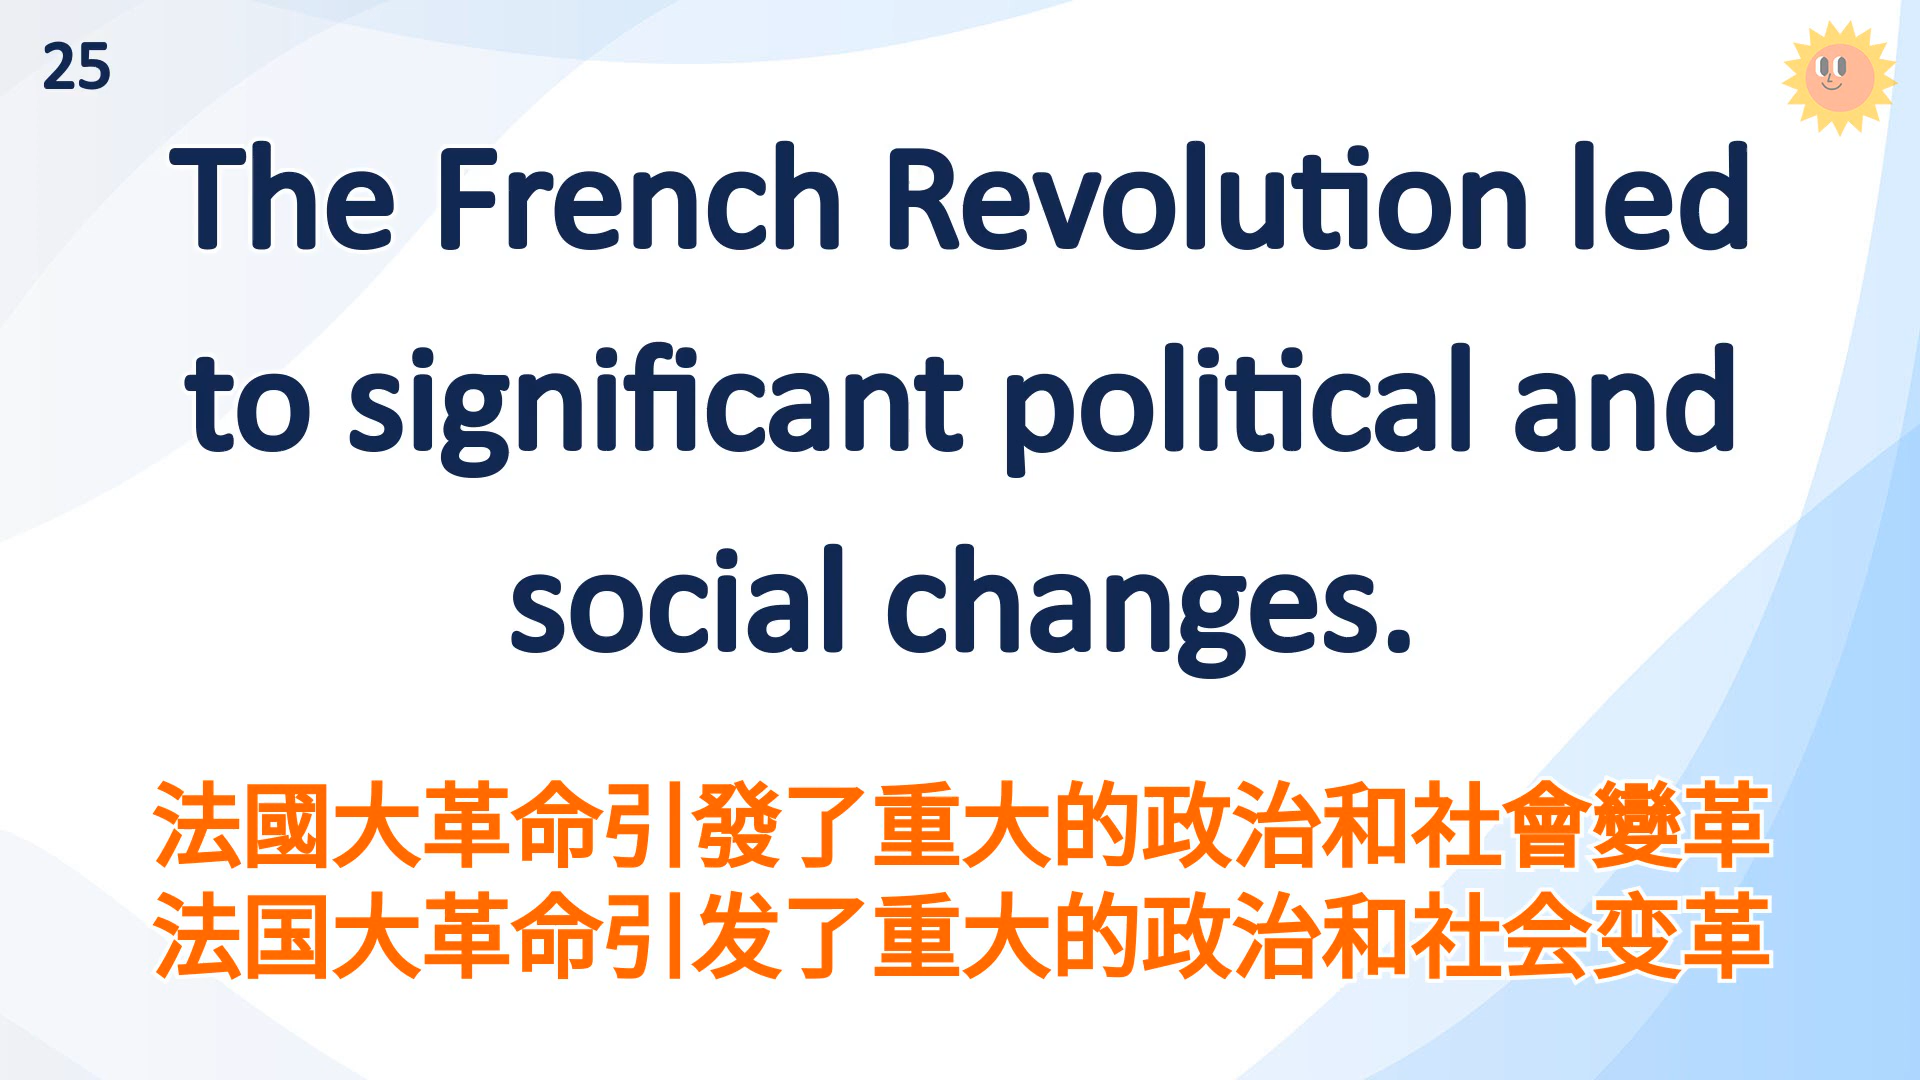 25
The French Revolution led
to significant political and
social changes.
法國大革命引發了重大的政治和社會變革
法国大革命引发了重大的政治和社会变革